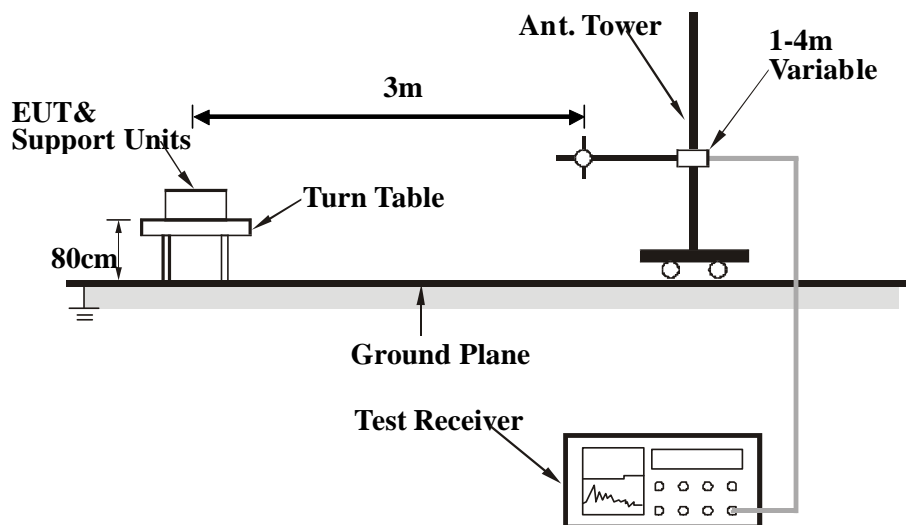 Ant. Tower
1-4m
Variable
3m
EUT&
Support Units
Turn Table
80cm
Ground Plane
Test Receiver